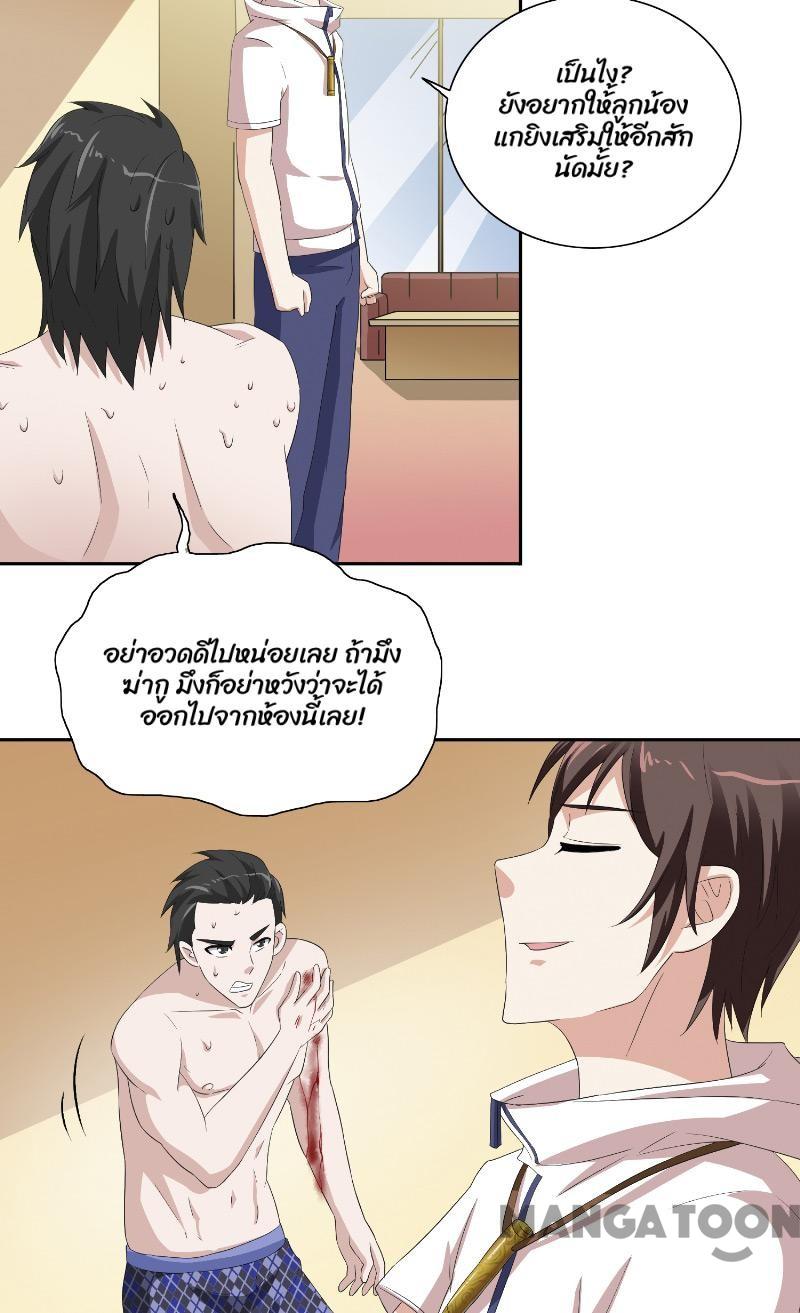 เป็นไง?
ยังอยากให้ลูกน้อง
แกยิงเสริมให้อีกสัก
นัดมั้ย?
อย่าอวดดีไปหน่อยเลย ถ้ามึง
ฆ่ากู มึงก็อย่าหวังว่าจะได้
ออกไปจากห้องนี้เลย!
MANGATOON